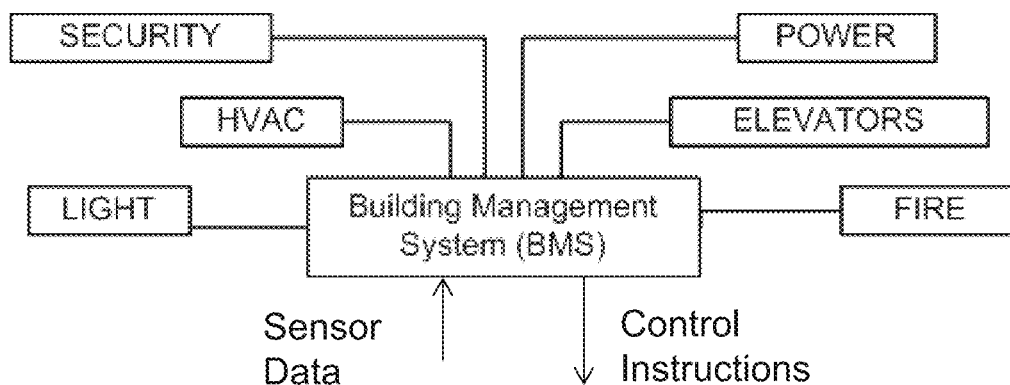 SECURITY
POWER
HVAC
ELEVATORS
LIGHT
Building Management
System (BMS)
FIRE
Sensor
Data
Control
Instructions